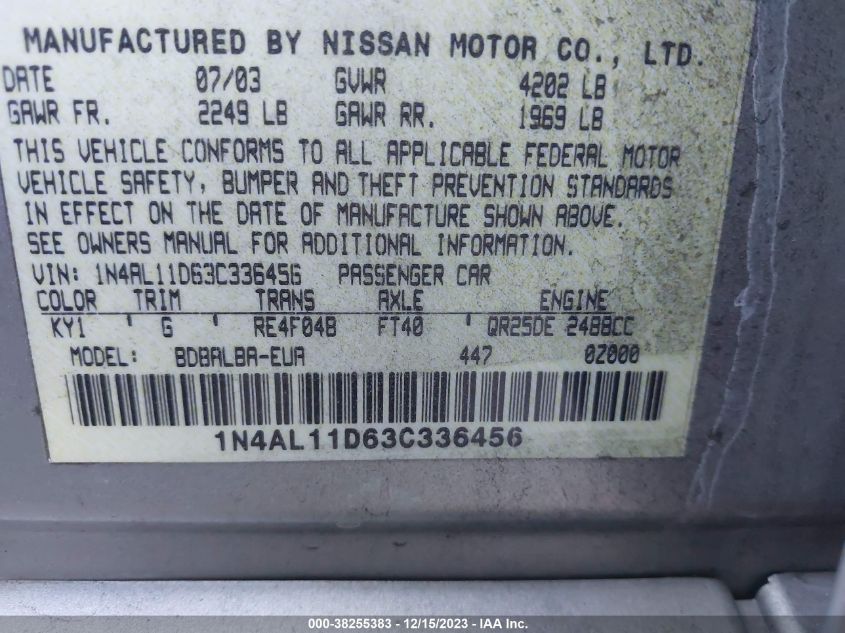 MANUFACTURED BY NISSAN MOTOR CO., LTD.
DATE 07/03 GVWR 4202 LB
GAWR FR. 2249 LB GAWR RR. 1969 LB
THIS VEHICLE CONFORMS TO ALL APPLICABLE FEDERAL MOTOR
VEHICLE SAFETY, BUMPER AND THEFT PREVENTION STANDARDS
IN EFFECT ON THE DATE OF MANUFACTURE SHOWN ABOVE.
SEE OWNERS MANUAL FOR ADDITIONAL INFORMATION.
VIN: 1N4AL11D63C336456 PASSENGER CAR
COLOR TRIM TRANS AXLE ENGINE
KY1 ' G ' RE4F04B FT40 ' QR25DE 2488CC
MODEL: BDBALBA-EUA 447 0Z000
1N4AL11D63C336456
000-38255383 - 12/15/2023 - IAA Inc.